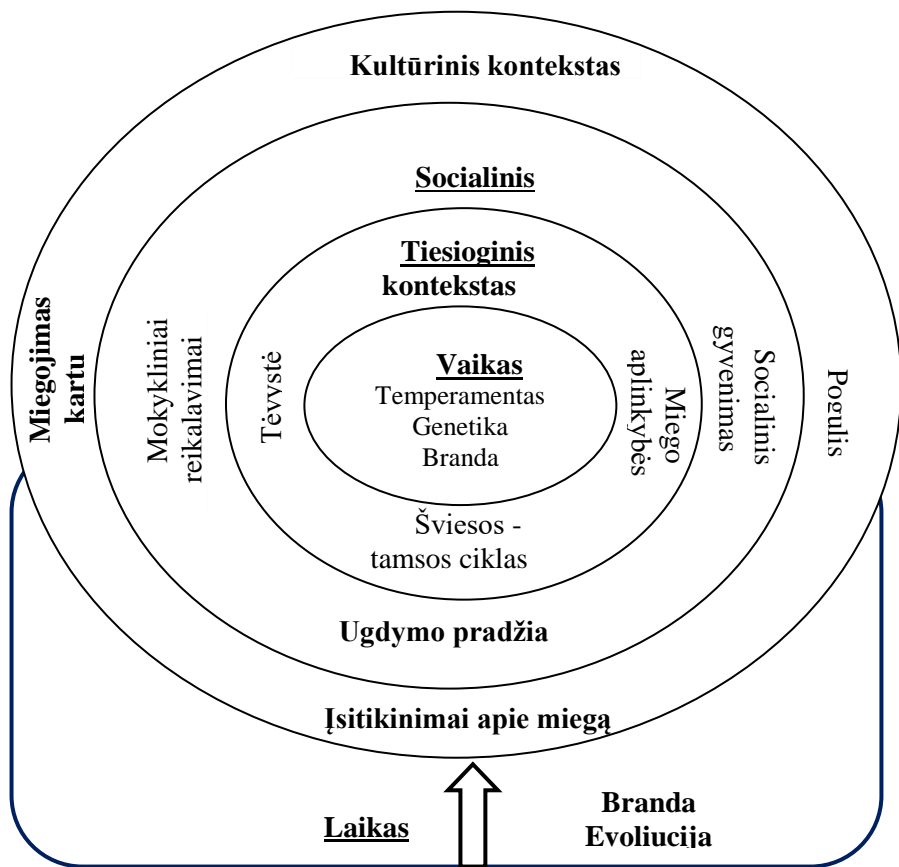 Kultūrinis kontekstas
Socialinis
Tiesioginis
kontekstas
Miegojimas
kartu
Mokykliniai
reikalavimai
Tėvystė
Vaikas
Temperamentas
Genetika
Branda
Miego
aplinkybės
Socialinis
gyvenimas
Pogulis
Šviesos -
tamsos ciklas
Ugdymo pradžia
Įsitikinimai apie miegą
Laikas
Branda
Evoliucija